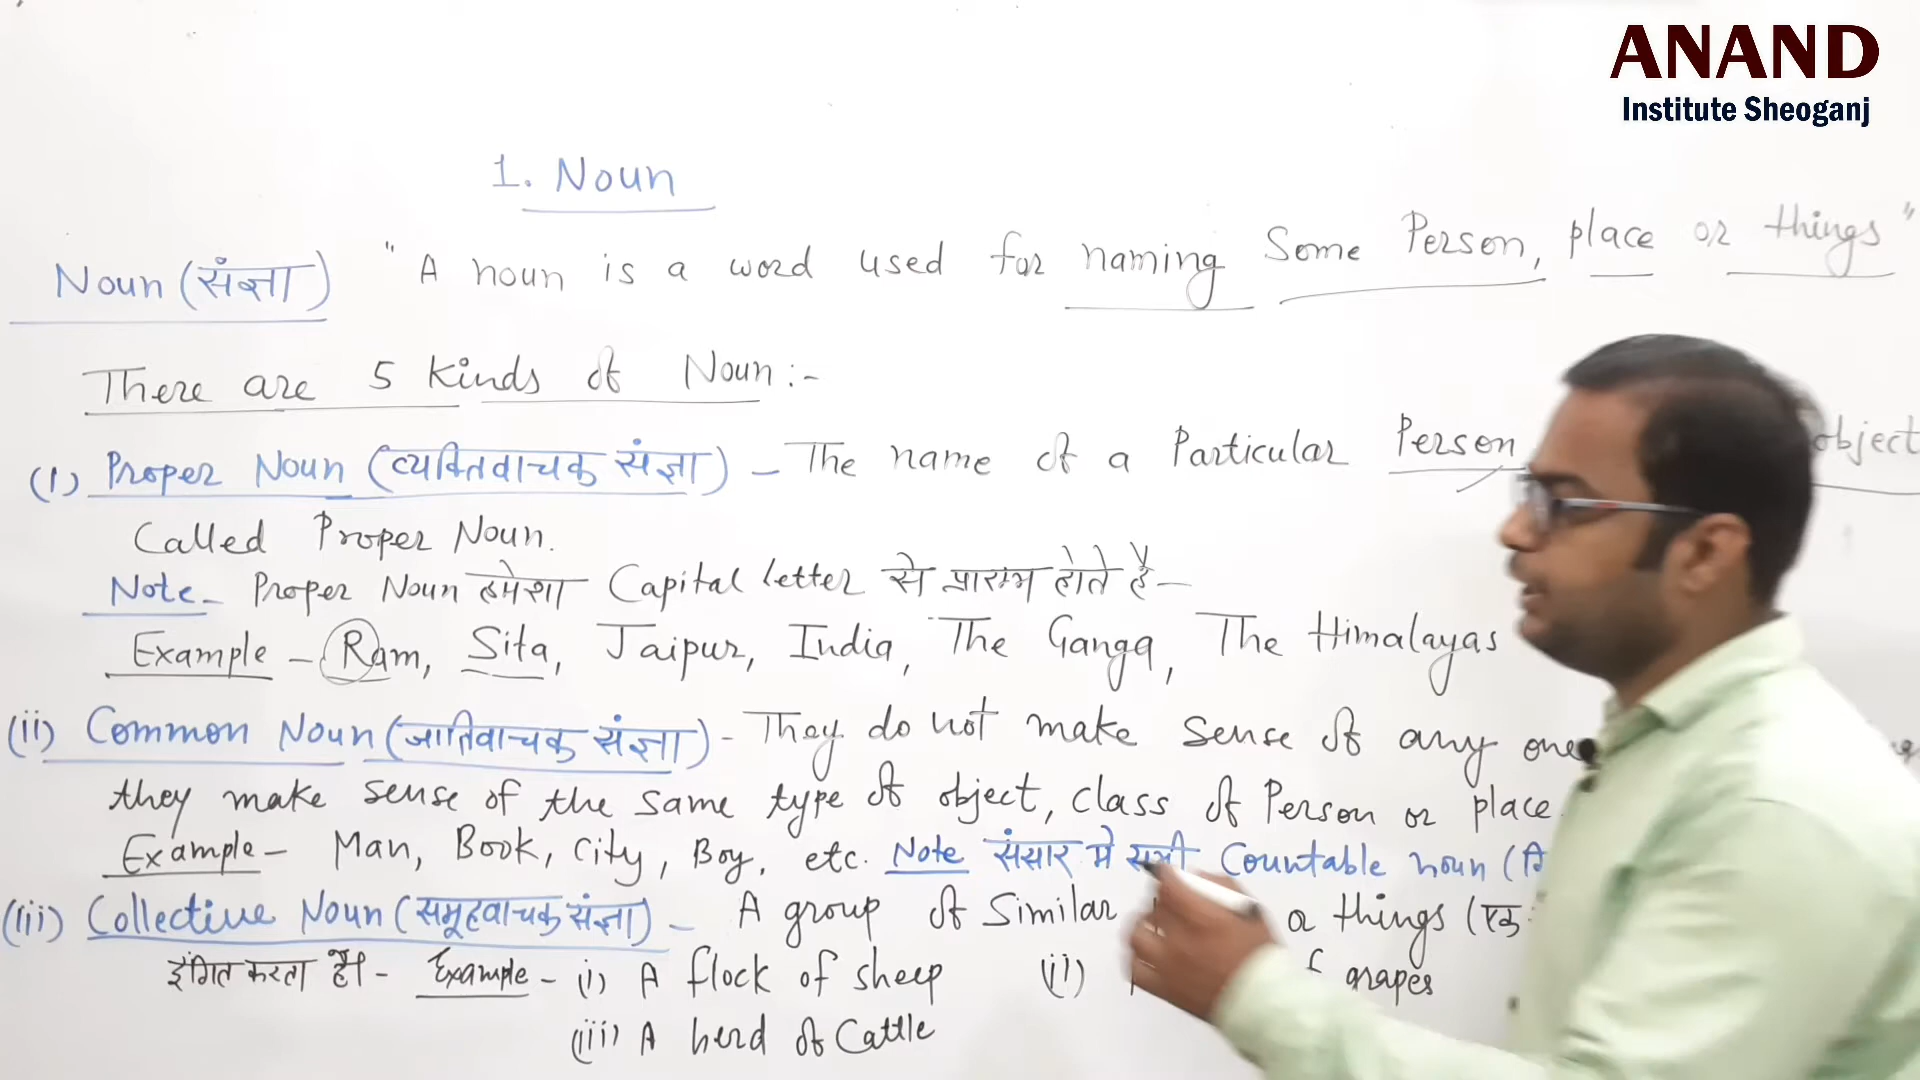 ANAND
Institute Sheoganj
1. Noun
Noun (संज्ञा) "A noun is a word used for naming Some Person, place or things"
There are 5 kinds of Noun:-
(i) Proper Noun (व्यक्तिवाचक संज्ञा) - The name of a Particular Person object
Called Proper Noun.
Note - Proper Noun हमेशा Capital letter से प्रारम्भ होते है -
Example - Ram, Sita, Jaipur, India, The Ganga, The Himalayas
(ii) Common Noun (जातिवाचक संज्ञा) - They do not make sense of any one
they make sense of the same type of object, class of Person or place
Example - Man, Book, City, Boy, etc. Note संसार मे सभी Countable noun (
(iii) Collective Noun (समूहवाचक संज्ञा) - A group of Similar or things (एक
इंगित करता है। - Example - (i) A flock of sheep (ii) grapes
(iii) A herd of Cattle